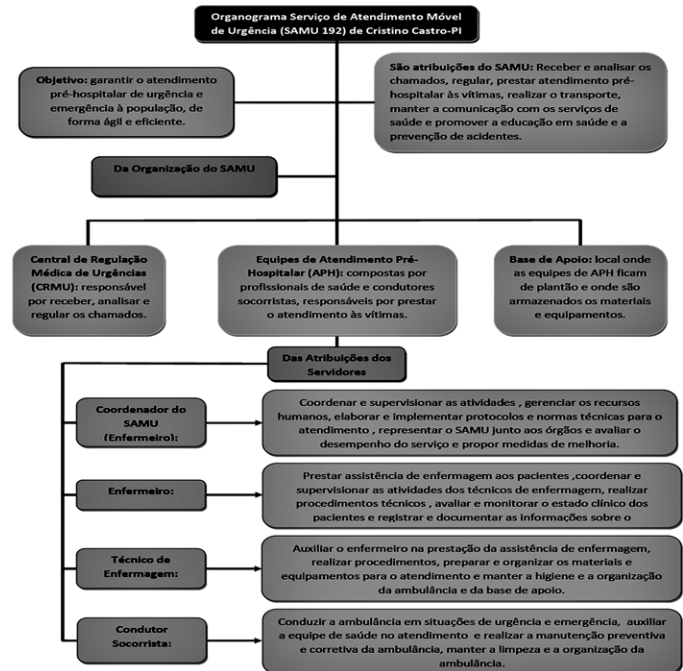 Organograma Serviço de Atendimento Móvel
de Urgência (SAMU 192) de Cristino Castro-PI
Objetivo: garantir o atendimento
pré-hospitalar de urgência e
emergência à população, de
forma ágil e eficiente.
São atribuições do SAMU: Receber e analisar os
chamados, regular, prestar atendimento pré-
hospitalar às vítimas, realizar o transporte,
manter a comunicação com os serviços de
saúde e promover a educação em saúde e a
prevenção de acidentes.
Da Organização do SAMU
Central de Regulação
Médica de Urgências
(CRMU): responsável
por receber, analisar e
regular os chamados.
Equipes de Atendimento Pré-
Hospitalar (APH): compostas por
profissionais de saúde e condutores
socorristas, responsáveis por prestar
o atendimento às vítimas.
Base de Apoio: local onde
as equipes de APH ficam
de plantão e onde são
armazenados os materiais
e equipamentos.
Das Atribuições dos
Servidores
Coordenador do
SAMU
(Enfermeiro):
Coordenar e supervisionar as atividades , gerenciar os recursos
humanos, elaborar e implementar protocolos e normas técnicas para o
atendimento , representar o SAMU junto aos órgãos e avaliar o
desempenho do serviço e propor medidas de melhoria.
Enfermeiro:
Prestar assistência de enfermagem aos pacientes ,coordenar e
supervisionar as atividades dos técnicos de enfermagem, realizar
procedimentos técnicos , avaliar e monitorar o estado clínico dos
pacientes e registrar e documentar as informações sobre o
Técnico de
Enfermagem:
Auxiliar o enfermeiro na prestação da assistência de enfermagem,
realizar procedimentos, preparar e organizar os materiais e
equipamentos para o atendimento e manter a higiene e a organização
da ambulância e da base de apoio.
Condutor
Socorrista:
Conduzir a ambulância em situações de urgência e emergência, auxiliar
a equipe de saúde no atendimento e realizar a manutenção preventiva
e corretiva da ambulância, manter a limpeza e a organização da
ambulância.